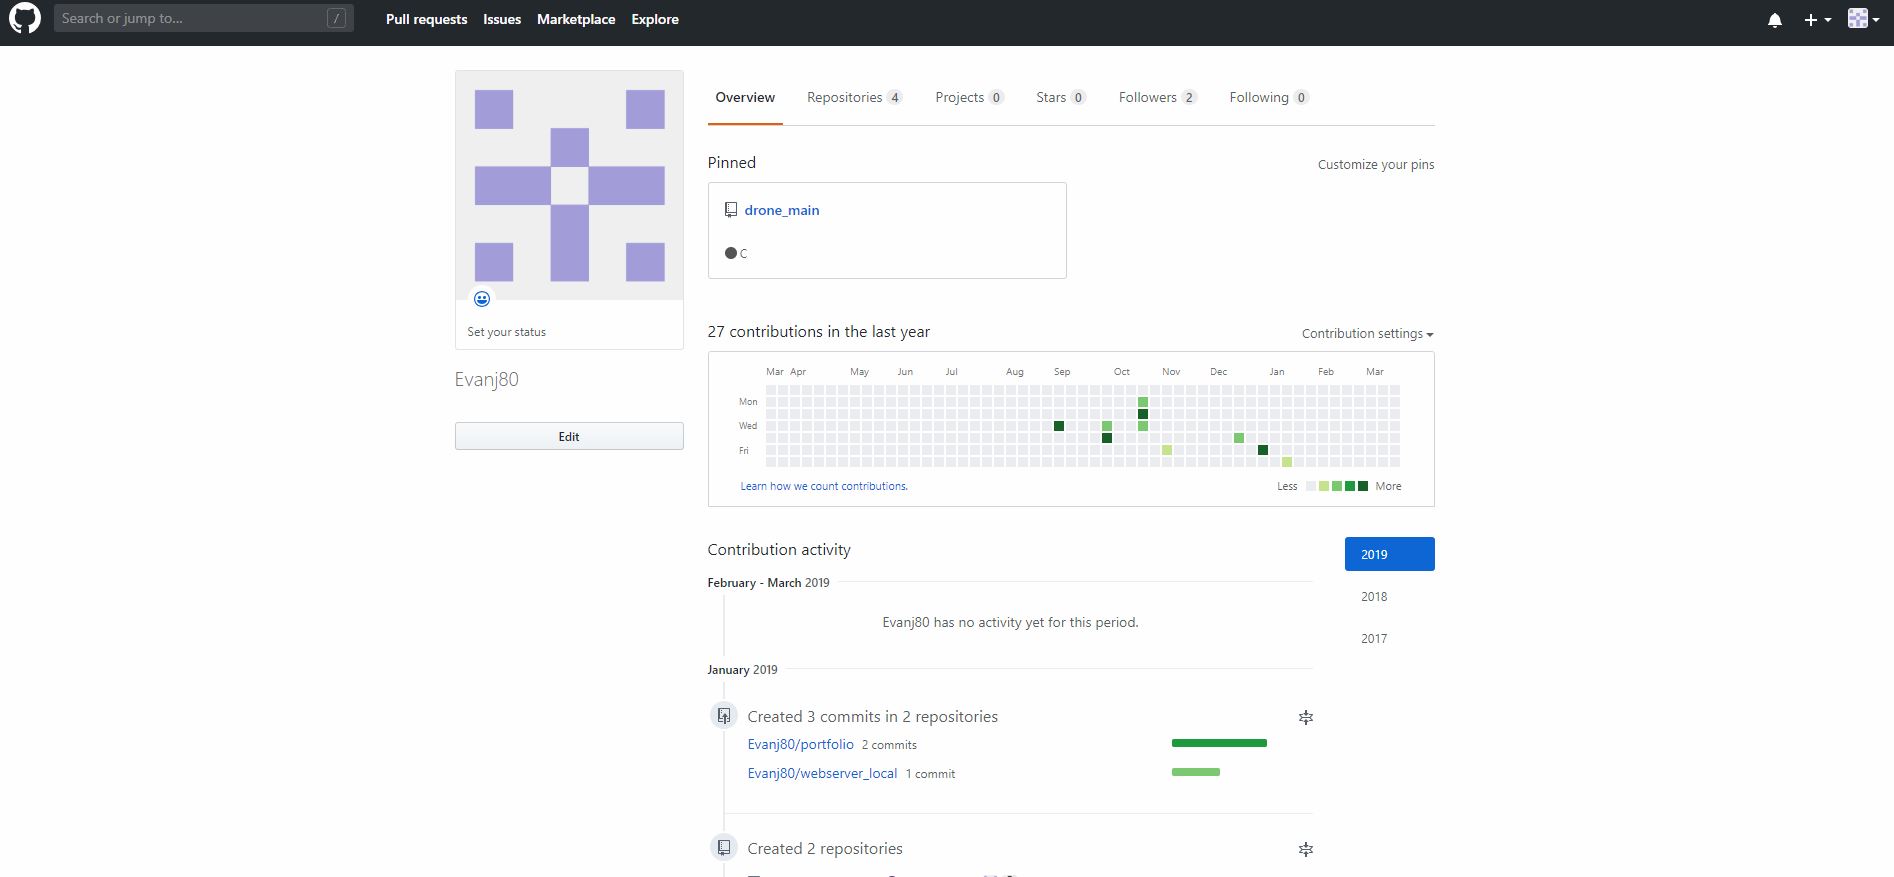 Search or jump to... /
Pull requests Issues Marketplace Explore
Overview Repositories 4 Projects 0 Stars 0 Followers 2 Following 0
Pinned
Customize your pins
drone_main
C
Set your status
Evanj80
Edit
27 contributions in the last year
Contribution settings
Mar Apr May Jun Jul Aug Sep Oct Nov Dec Jan Feb Mar
Mon
Wed
Fri
Learn how we count contributions.
Less More
Contribution activity
2019
2018
2017
February - March 2019
Evanj80 has no activity yet for this period.
January 2019
Created 3 commits in 2 repositories
Evanj80/portfolio 2 commits
Evanj80/webserver_local 1 commit
Created 2 repositories